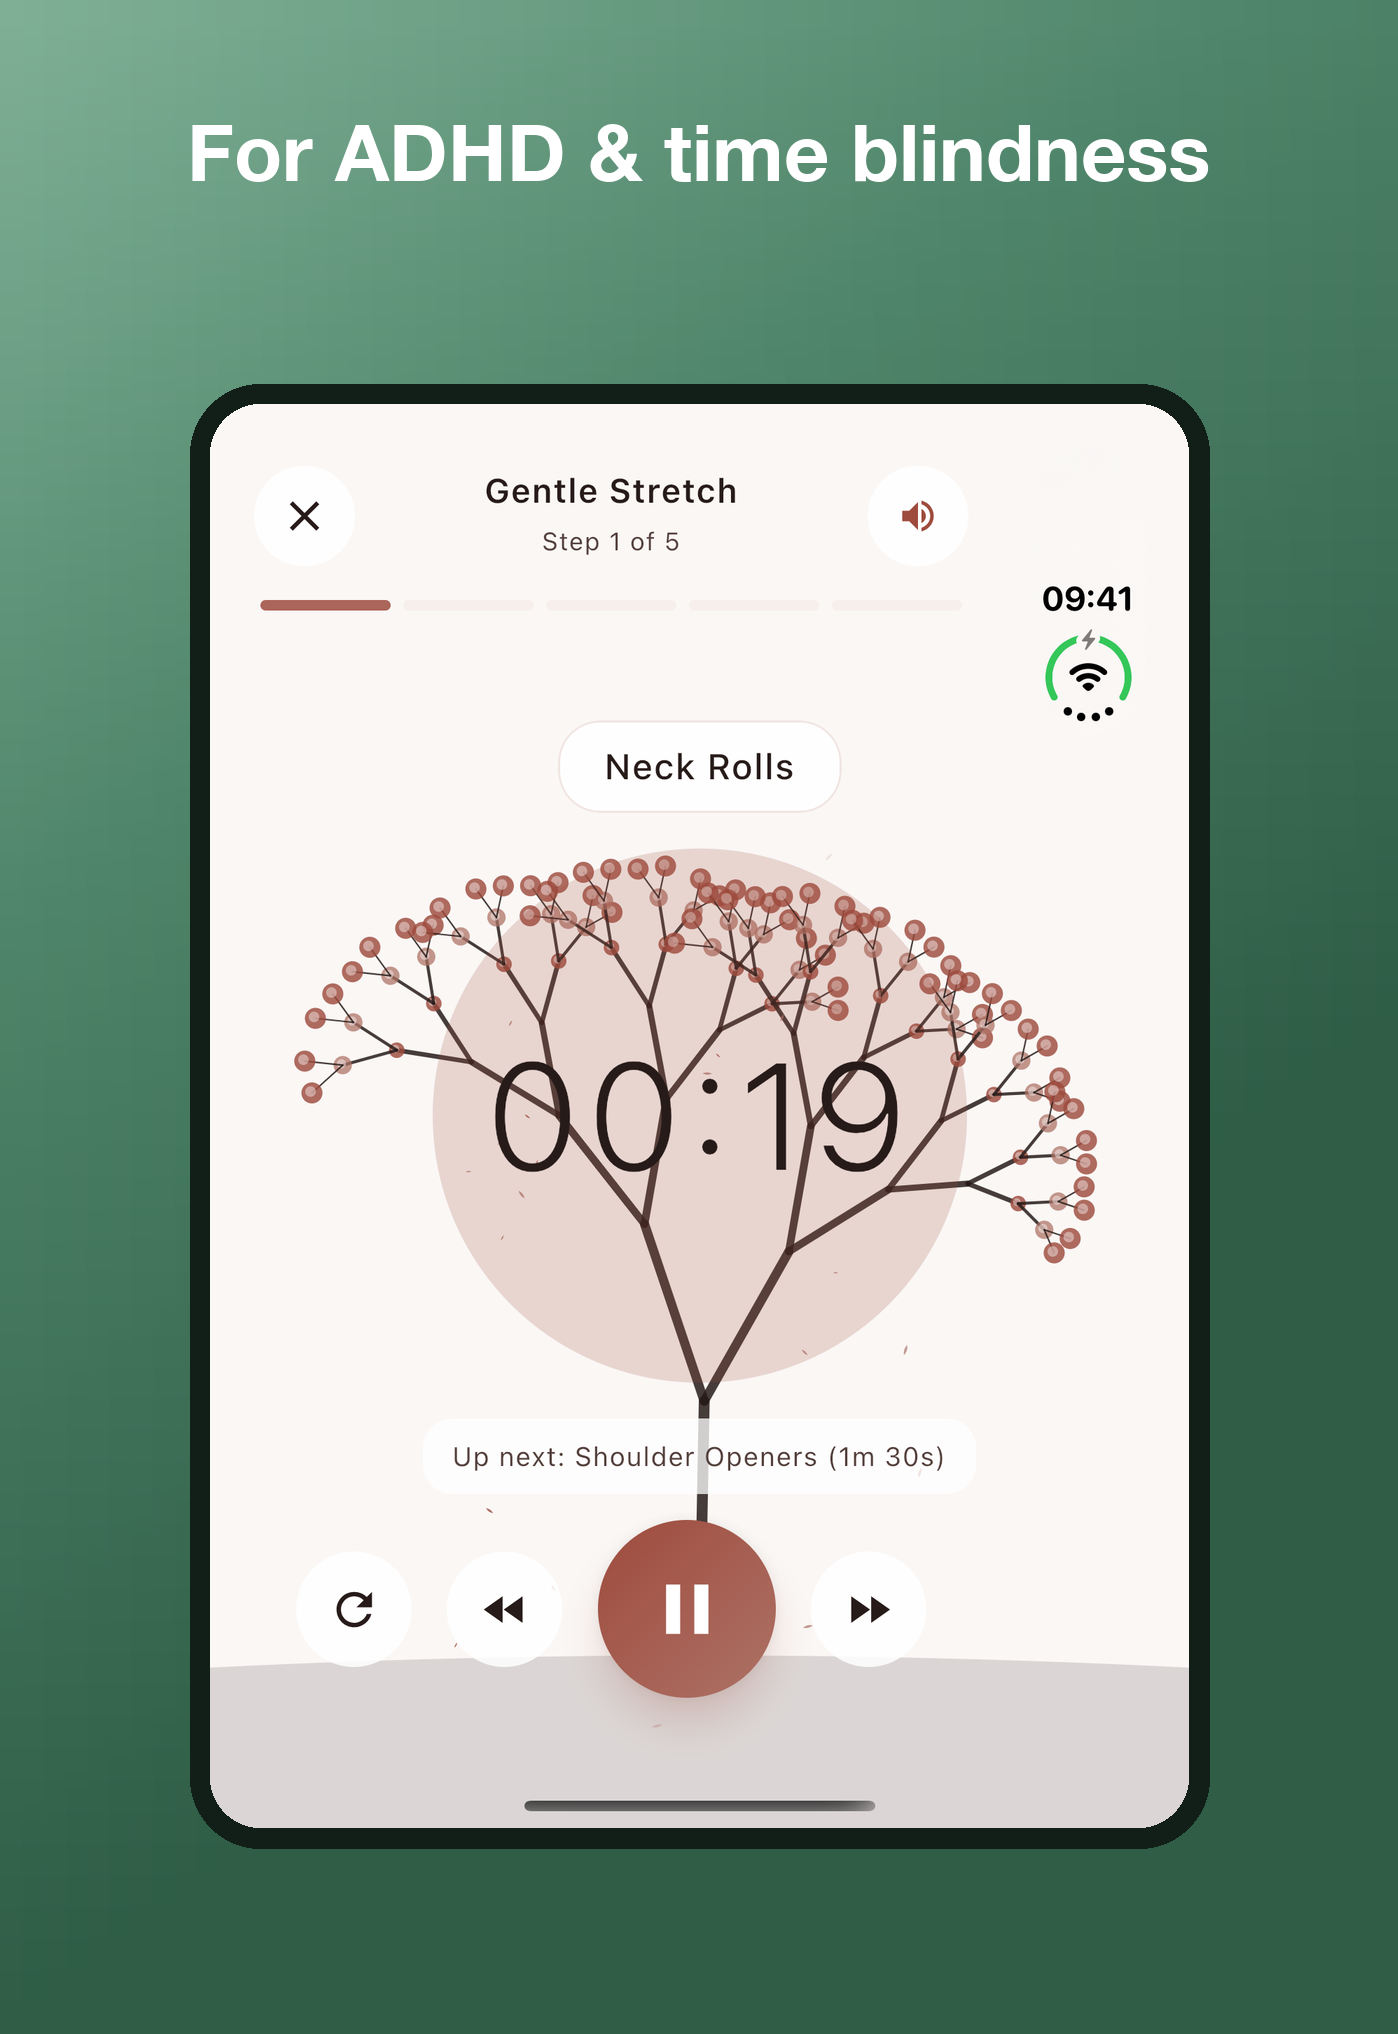 For ADHD & time blindness
Gentle Stretch
Step 1 of 5
09:41
Neck Rolls
00:19
Up next: Shoulder Openers (1m 30s)